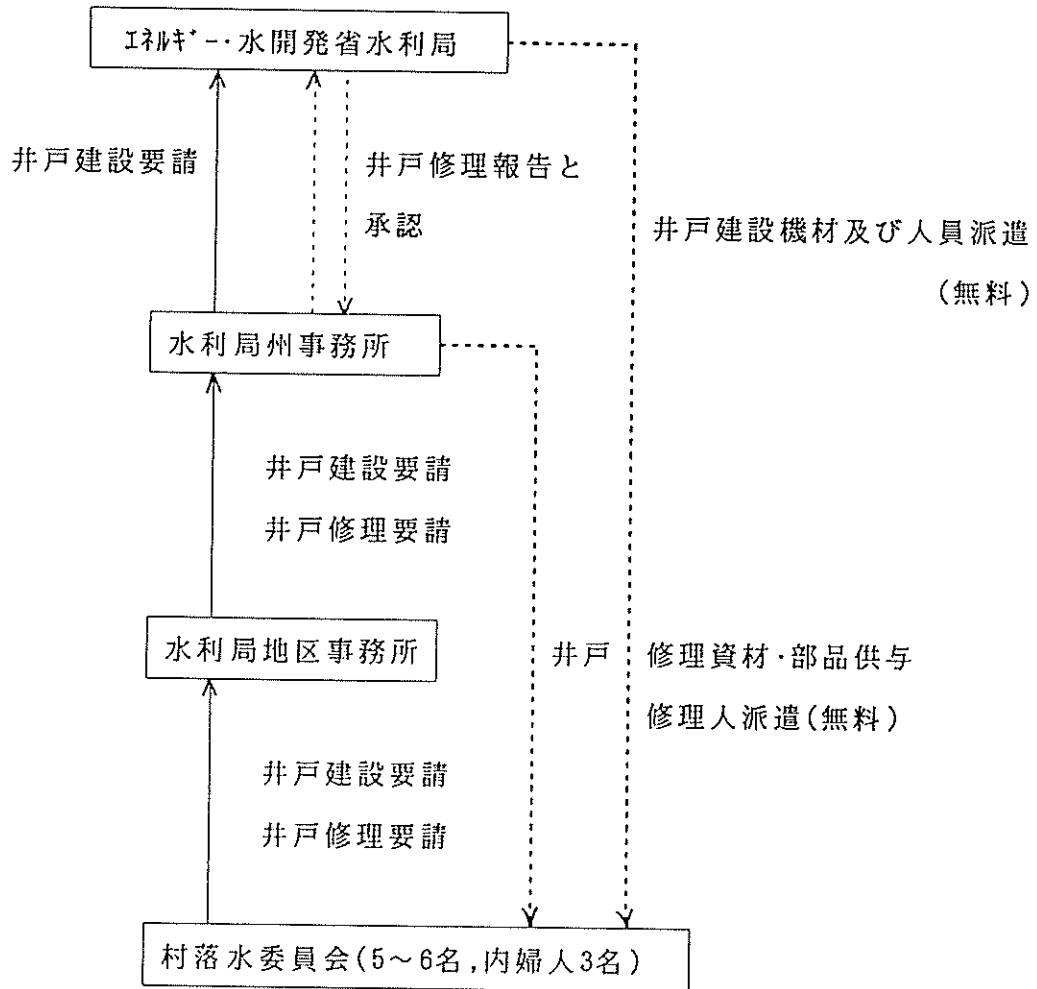 エネルギー・水開発省水利局
井戸建設要請
井戸修理報告と
承認
井戸建設機材及び人員派遣
(無料)
水利局州事務所
井戸建設要請
井戸修理要請
水利局地区事務所
井戸 修理資材・部品供与
修理人派遣(無料)
井戸建設要請
井戸修理要請
村落水委員会(5～6名,内婦人3名)